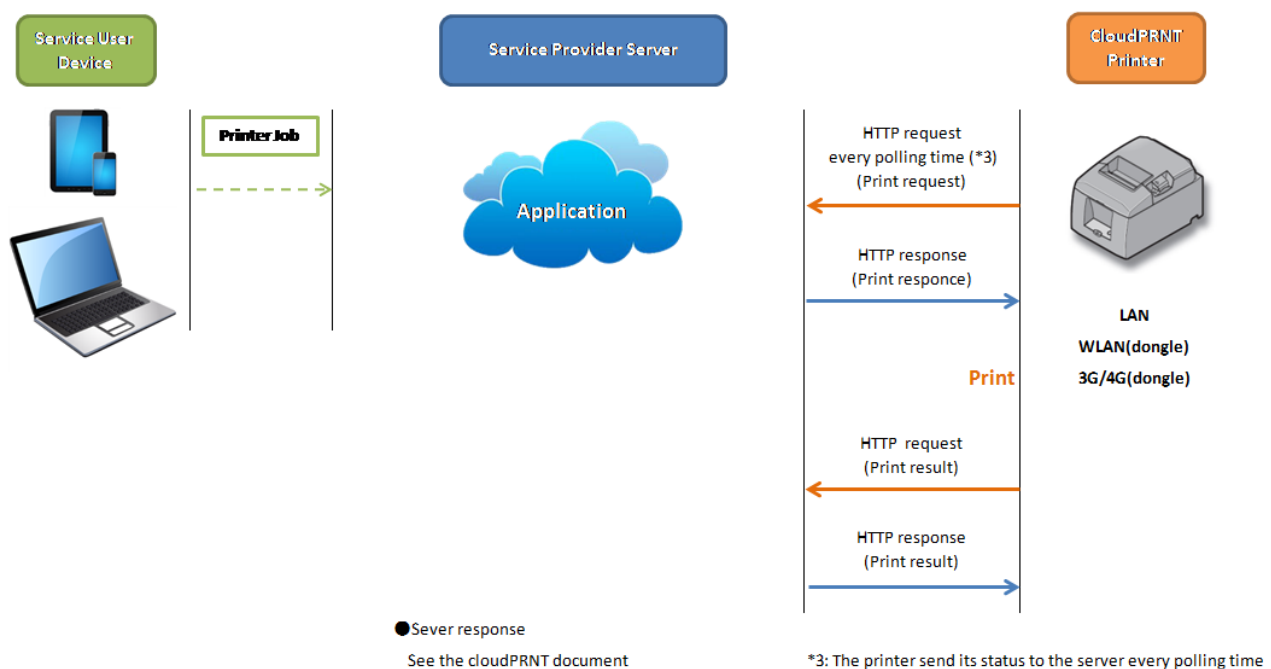 Service User
Device
Service Provider Server
CloudPRNT
Printer
PrinterJob
Application
HTTP request
every polling time (*3)
(Print request)
HTTP response
(Print responce)
LAN
WLAN(dongle)
3G/4G(dongle)
Print
HTTP request
(Print result)
HTTP response
(Print result)
●Sever response
See the cloudPRNT document
*3: The printer send its status to the server every polling time